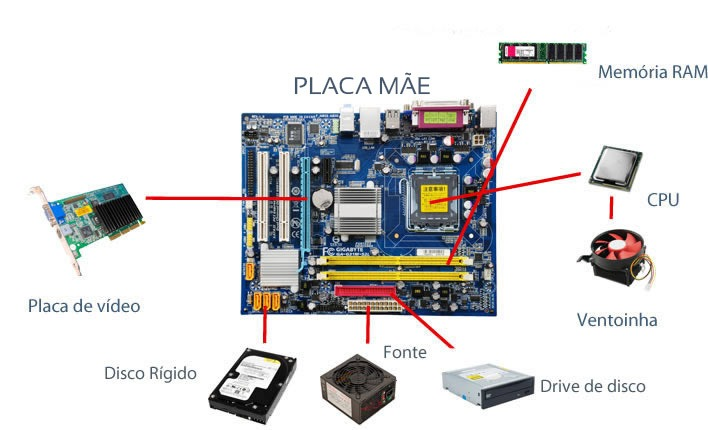 PLACA MÃE
Memória RAM
CPU
Ventoinha
Placa de vídeo
GIGABYTE
Disco Rígido
Fonte
Drive de disco